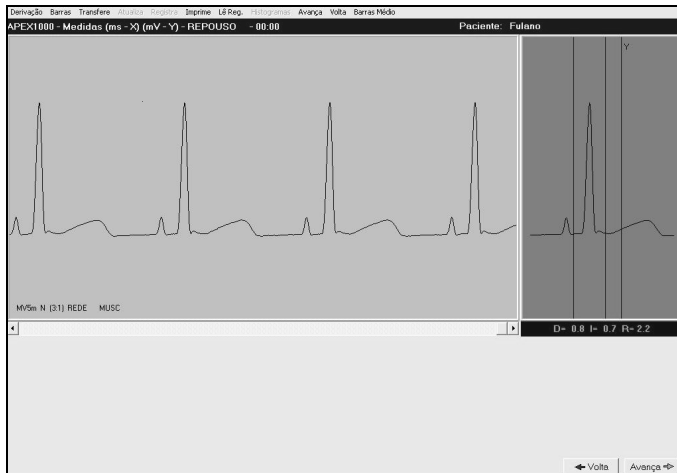 Derivação Barras Transfere Atualiza Registra Imprime Lê Reg. Histogramas Avança Volta Barras Médio
APEX1000 - Medidas (ms - X) (mV - Y) - REPOUSO - 00:00 Paciente: Fulano
Y
MV5m N (3:1) REDE MUSC
D= 0.8 I= 0.7 R= 2.2
Volta Avança